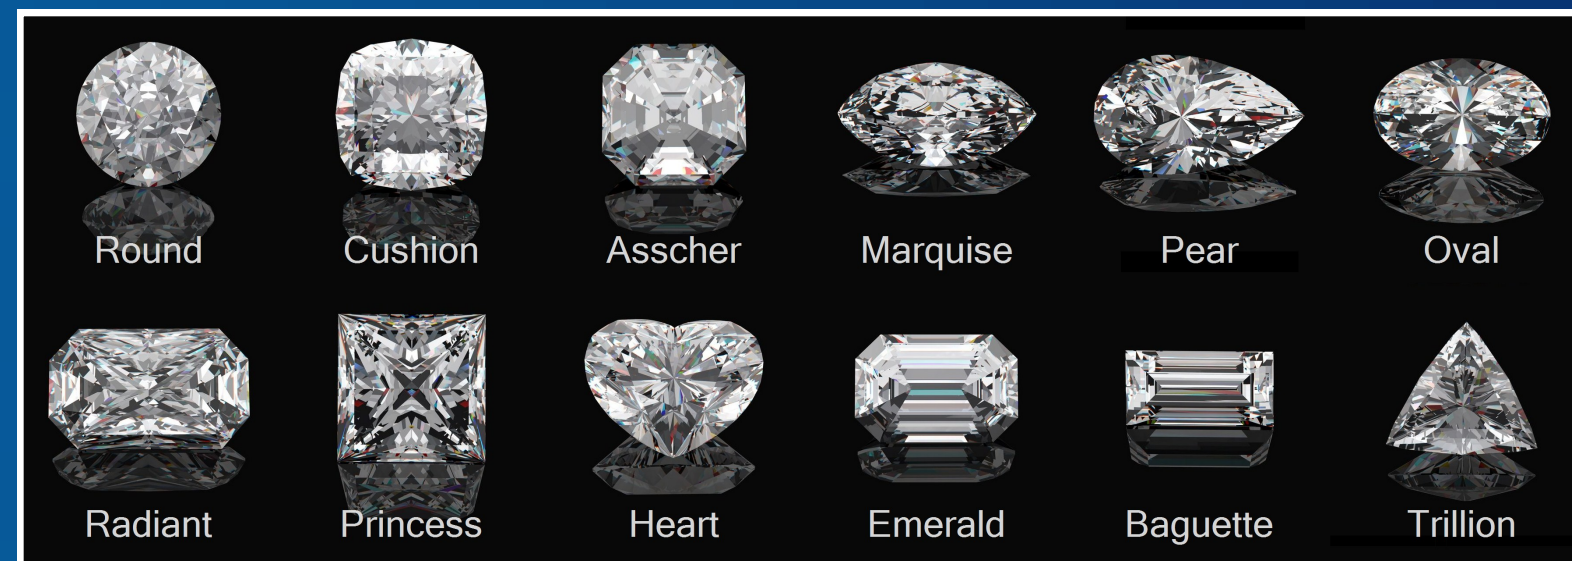 Round Cushion Asscher Marquise Pear Oval
Radiant Princess Heart Emerald Baguette Trillion